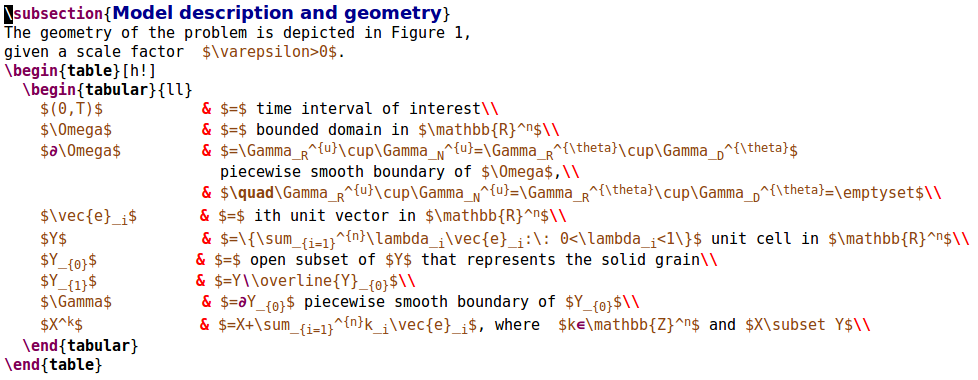 \subsection{Model description and geometry}
The geometry of the problem is depicted in Figure 1,
given a scale factor  $\varepsilon>0$.
\begin{table}[h!]
  \begin{tabular}{ll}
    $(0,T)$            & $=$ time interval of interest\\
    $\Omega$           & $=$ bounded domain in $\mathbb{R}^n$\\
    $∂\Omega$          & $=\Gamma_R^{u}\cup\Gamma_N^{u}=\Gamma_R^{\theta}\cup\Gamma_D^{\theta}$
                         piecewise smooth boundary of $\Omega$,\\
                       & $\quad\Gamma_R^{u}\cup\Gamma_N^{u}=\Gamma_R^{\theta}\cup\Gamma_D^{\theta}=\emptyset$\\
    $\vec{e}_i$        & $=$ ith unit vector in $\mathbb{R}^n$\\
    $Y$                & $=\{\sum_{i=1}^{n}\lambda_i\vec{e}_i:\: 0<\lambda_i<1\}$ unit cell in $\mathbb{R}^n$\\
    $Y_{0}$            & $=$ open subset of $Y$ that represents the solid grain\\
    $Y_{1}$            & $=Y\\overline{Y}_{0}$\\
    $\Gamma$           & $=∂Y_{0}$ piecewise smooth boundary of $Y_{0}$\\
    $X^k$              & $=X+\sum_{i=1}^{n}k_i\vec{e}_i$, where  $k∈\mathbb{Z}^n$ and $X\subset Y$\\
  \end{tabular}
\end{table}